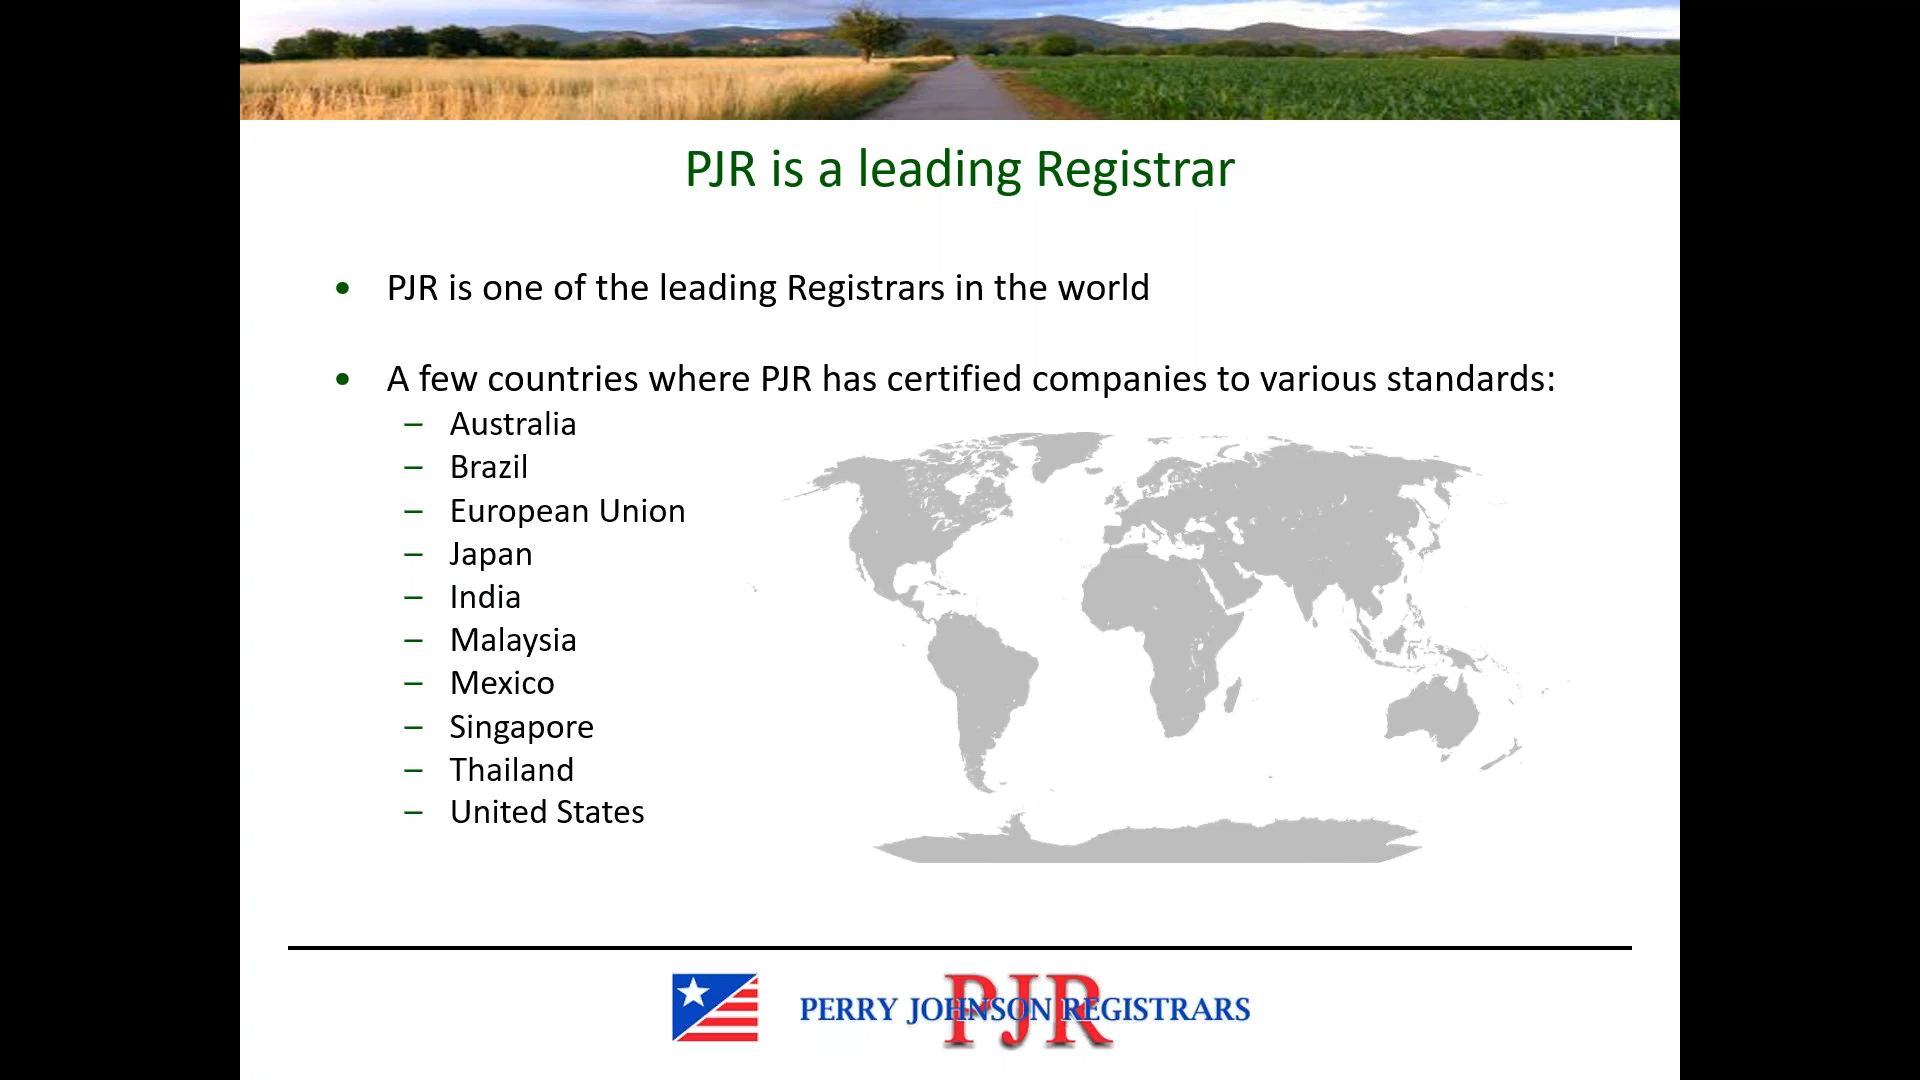 PJR is a leading Registrar
• PJR is one of the leading Registrars in the world
• A few countries where PJR has certified companies to various standards:
– Australia
– Brazil
– European Union
– Japan
– India
– Malaysia
– Mexico
– Singapore
– Thailand
– United States
PJR
PERRY JOHNSON REGISTRARS